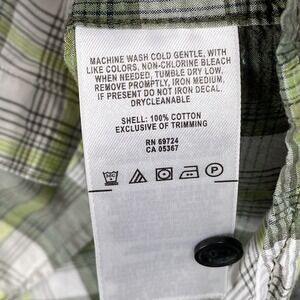 MACHINE WASH COLD GENTLE, WITH
LIKE COLORS. NON-CHLORINE BLEACH
WHEN NEEDED, TUMBLE DRY LOW,
REMOVE PROMPTLY, IRON MEDIUM,
IF PRESENT DO NOT IRON DECAL.
DRYCLEANABLE
SHELL: 100% COTTON
EXCLUSIVE OF TRIMMING
RN 69724
CA 05367
P